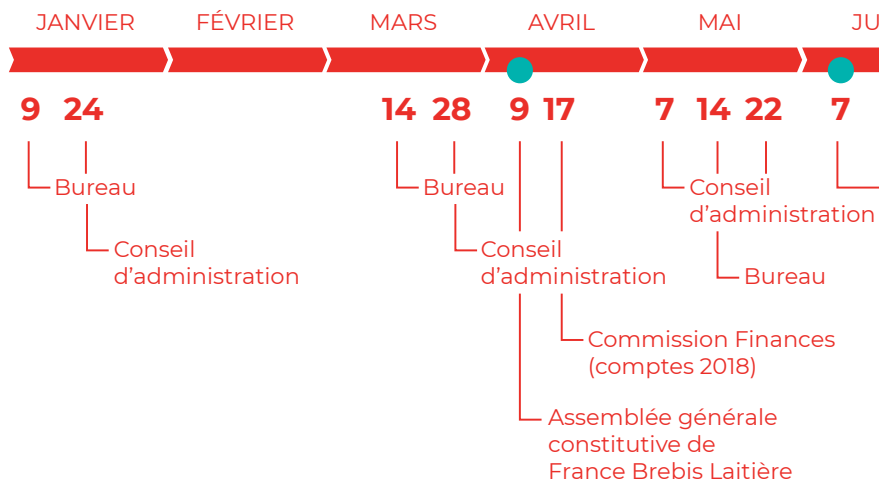 JANVIER FÉVRIER MARS AVRIL MAI JU
9 24 14 28 9 17 7 14 22 7
Bureau Bureau Conseil
d’administration
Conseil
d’administration
Conseil
d’administration
Bureau
Commission Finances
(comptes 2018)
Assemblée générale
constitutive de
France Brebis Laitière